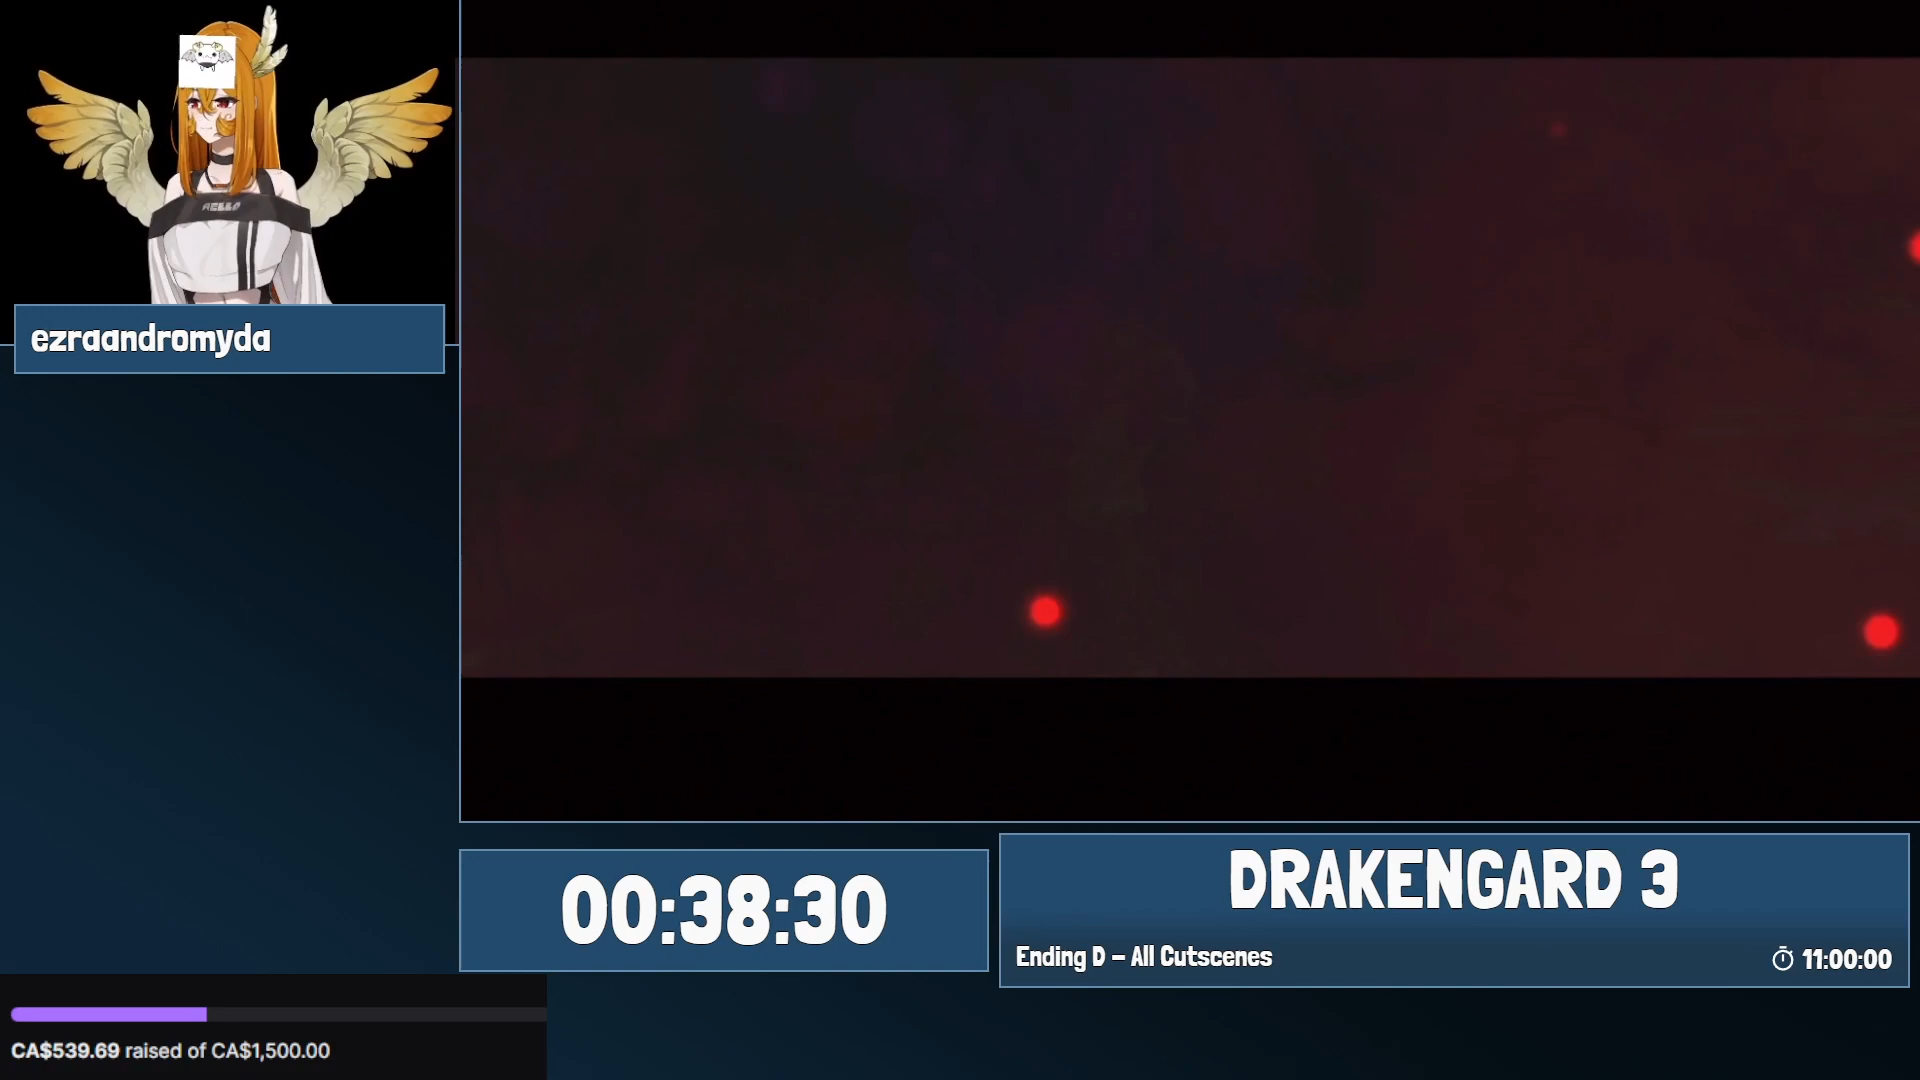 HELLO
ezraandromyda
00:38:30
DRAKENGARD 3
Ending D – All Cutscenes
11:00:00
CA$539.69 raised of CA$1,500.00